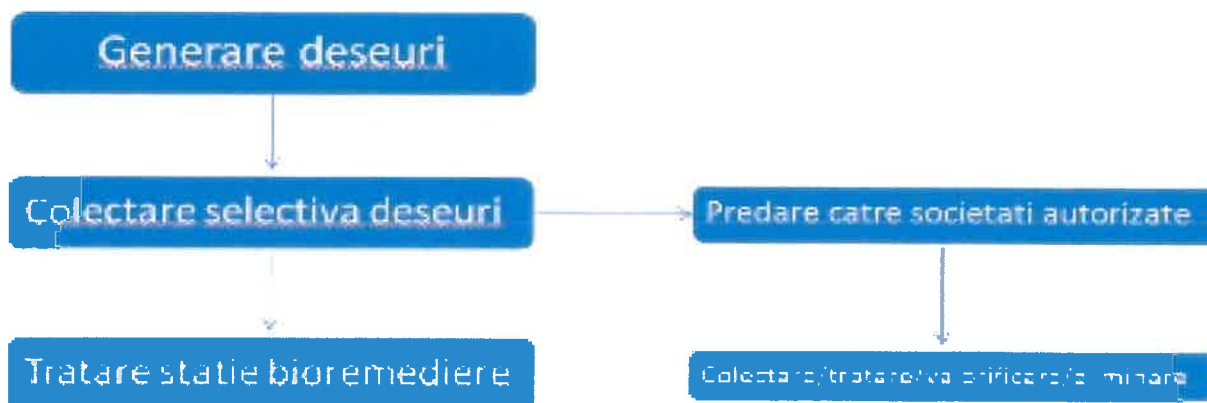 Generare deseuri
Colectare selectiva deseuri
Predare catre societati autorizate
Tratare statie bioremediere
Colectare/tratare/valorificare/eliminare